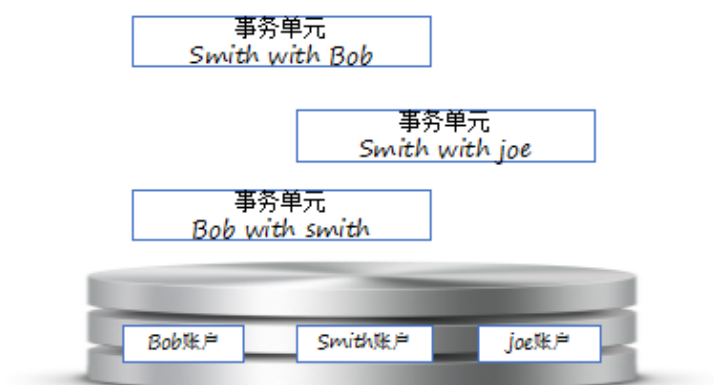 事务单元
Smith with Bob
事务单元
Smith with joe
事务单元
Bob with smith
Bob账户
Smith账户
joe账户